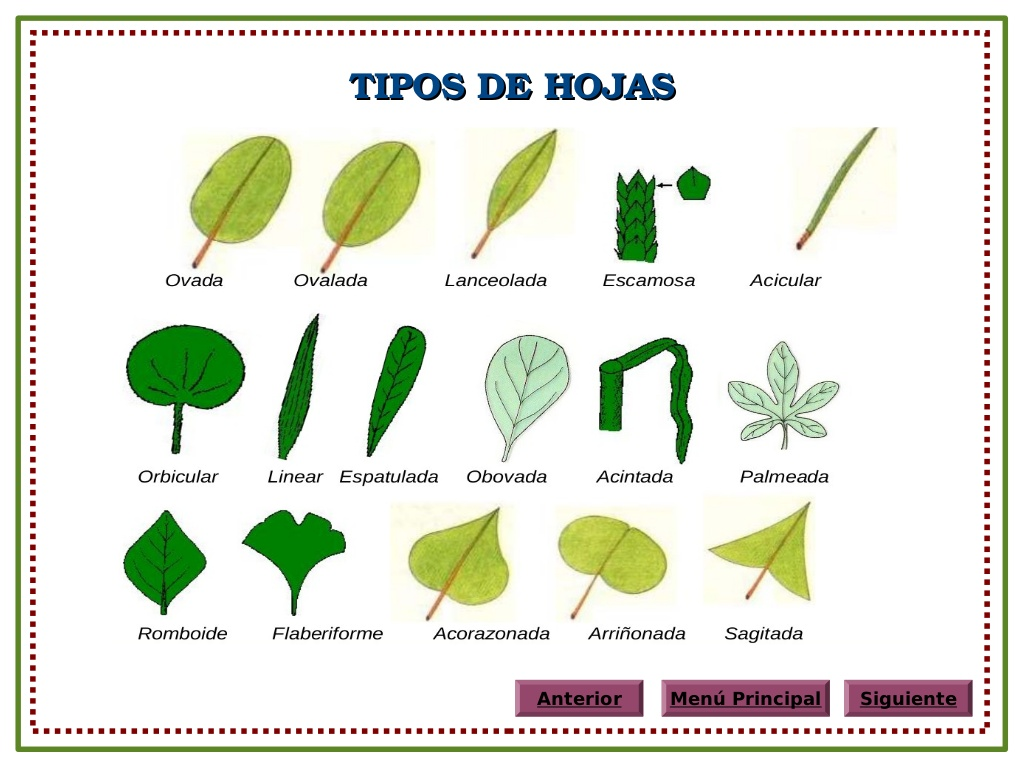 TIPOS DE HOJAS
Ovada Ovalada Lanceolada Escamosa Acicular
Orbicular Linear Espatulada Obovada Acintada Palmeada
Romboide Flaberiforme Acorazonada Arriñonada Sagitada
Anterior Menú Principal Siguiente